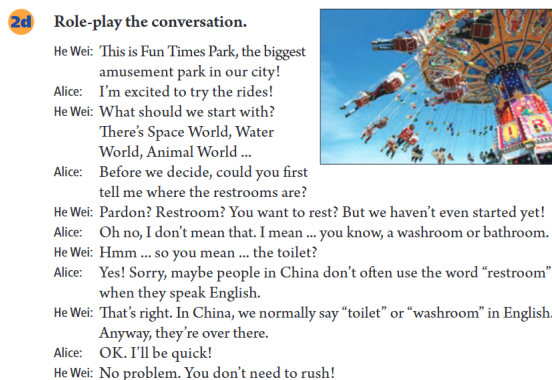 2d Role-play the conversation.
He Wei: This is Fun Times Park, the biggest
amusement park in our city!
Alice: I'm excited to try the rides!
He Wei: What should we start with?
There's Space World, Water
World, Animal World ...
Alice: Before we decide, could you first
tell me where the restrooms are?
He Wei: Pardon? Restroom? You want to rest? But we haven't even started yet!
Alice: Oh no, I don't mean that. I mean ... you know, a washroom or bathroom.
He Wei: Hmm ... so you mean ... the toilet?
Alice: Yes! Sorry, maybe people in China don't often use the word "restroom"
when they speak English.
He Wei: That's right. In China, we normally say "toilet" or "washroom" in English.
Anyway, they're over there.
Alice: OK. I'll be quick!
He Wei: No problem. You don't need to rush!